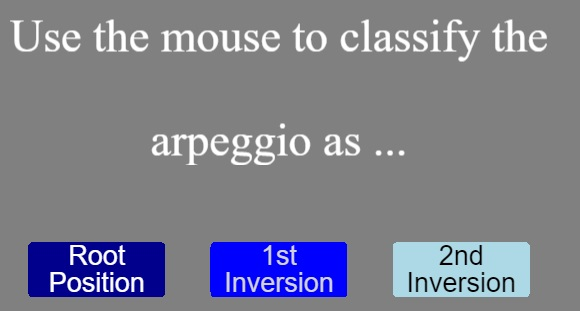 Use the mouse to classify the
arpeggio as ...
Root
Position
1st
Inversion
2nd
Inversion